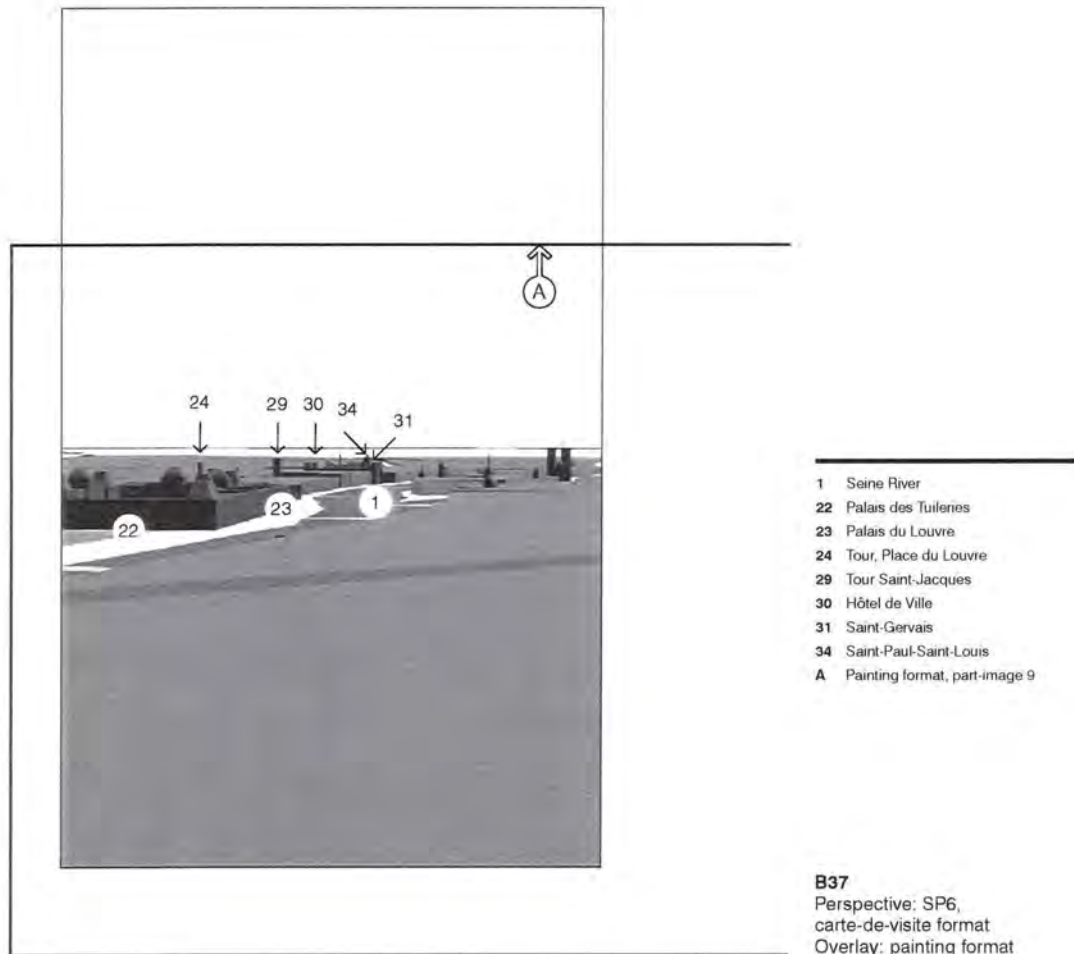 A
24 29 30 34 31
23 1
22
1 Seine River
22 Palais des Tuileries
23 Palais du Louvre
24 Tour, Place du Louvre
29 Tour Saint-Jacques
30 Hôtel de Ville
31 Saint-Gervais
34 Saint-Paul-Saint-Louis
A Painting format, part-image 9
B37
Perspective: SP6,
carte-de-visite format
Overlay: painting format